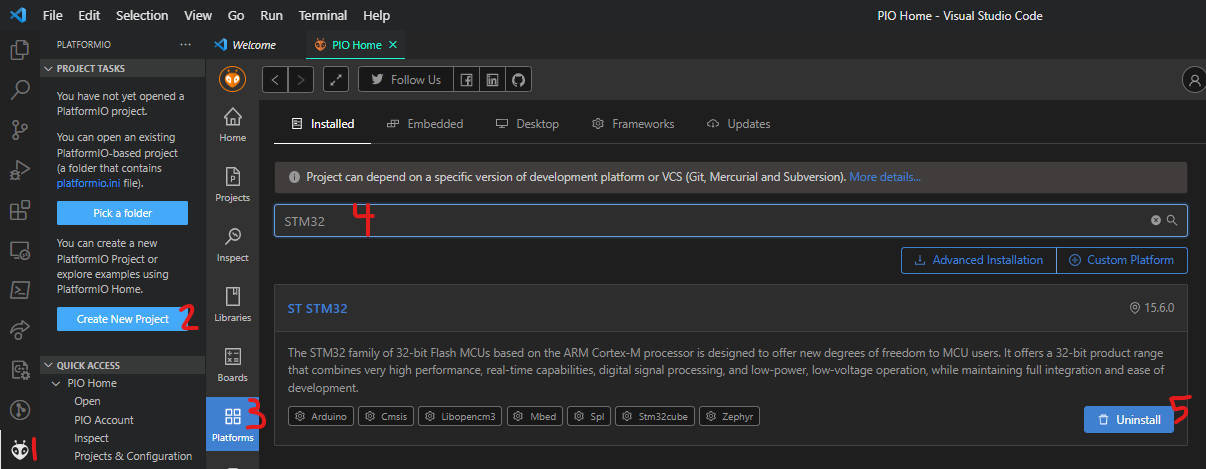 File Edit Selection View Go Run Terminal Help
PIO Home - Visual Studio Code
PLATFORMIO ...
PROJECT TASKS
You have not yet opened a
PlatformIO project.
You can open an existing
PlatformIO-based project
(a folder that contains
platformio.ini file).
Pick a folder
You can create a new
PlatformIO Project or
explore examples using
PlatformIO Home.
Create New Project 2
QUICK ACCESS
PIO Home
Open
PIO Account
Inspect
Projects & Configuration
1
Welcome
PIO Home
Follow Us
Home
Projects
Inspect
Libraries
Boards
Platforms 3
Installed Embedded Desktop Frameworks Updates
Project can depend on a specific version of development platform or VCS (Git, Mercurial and Subversion). More details...
STM32 4
Advanced Installation Custom Platform
ST STM32 15.6.0
The STM32 family of 32-bit Flash MCUs based on the ARM Cortex-M processor is designed to offer new degrees of freedom to MCU users. It offers a 32-bit product range
that combines very high performance, real-time capabilities, digital signal processing, and low-power, low-voltage operation, while maintaining full integration and ease of
development.
Arduino Cmsis Libopencm3 Mbed Spl Stm32cube Zephyr
Uninstall 5